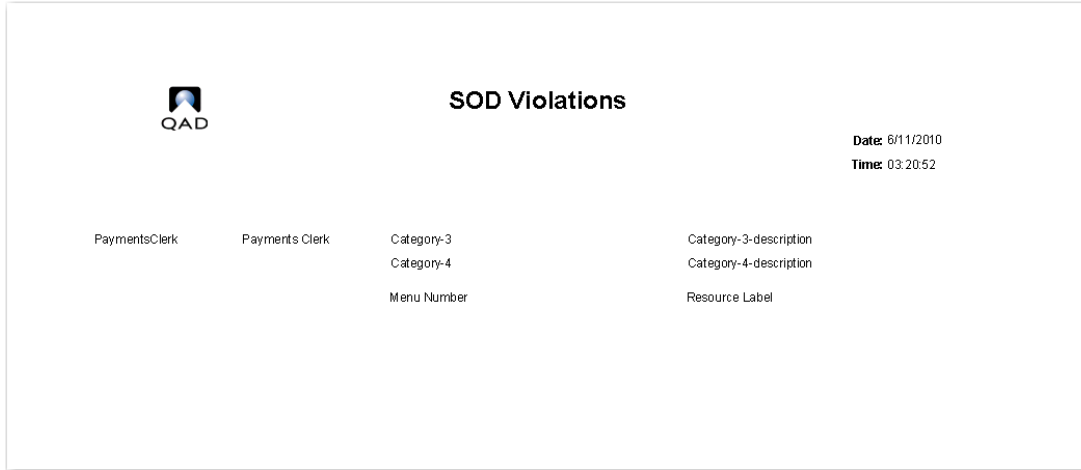 SOD Violations
QAD
Date: 6/11/2010
Time: 03:20:52
PaymentsClerk Payments Clerk Category-3 Category-3-description
Category-4 Category-4-description
Menu Number Resource Label